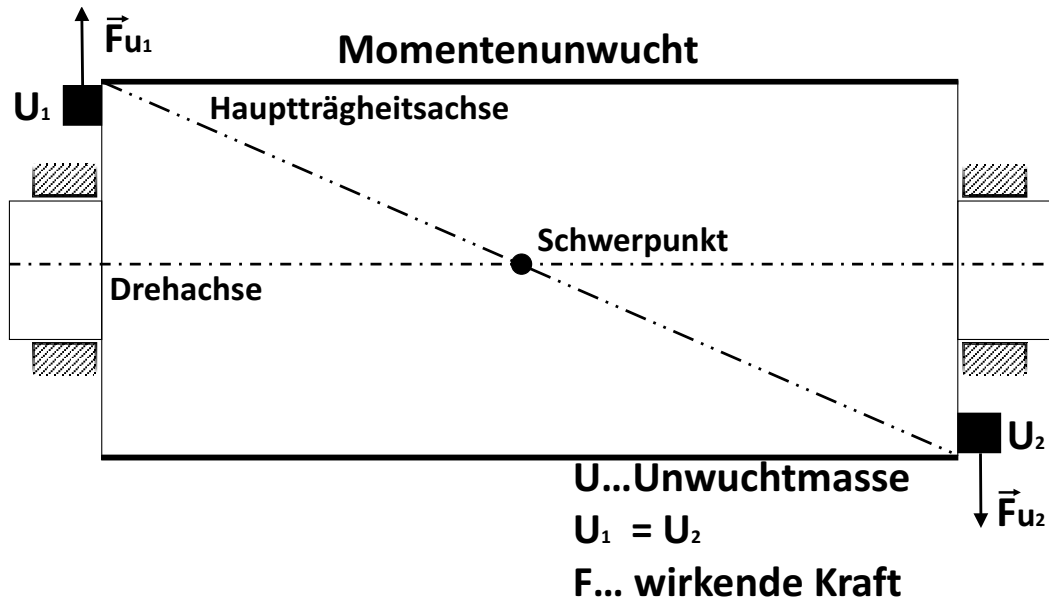 F⃗u₁
Momentenunwucht
U₁
Hauptträgheitsachse
Schwerpunkt
Drehachse
U₂
U...Unwuchtmasse
F⃗u₂
U₁ = U₂
F... wirkende Kraft